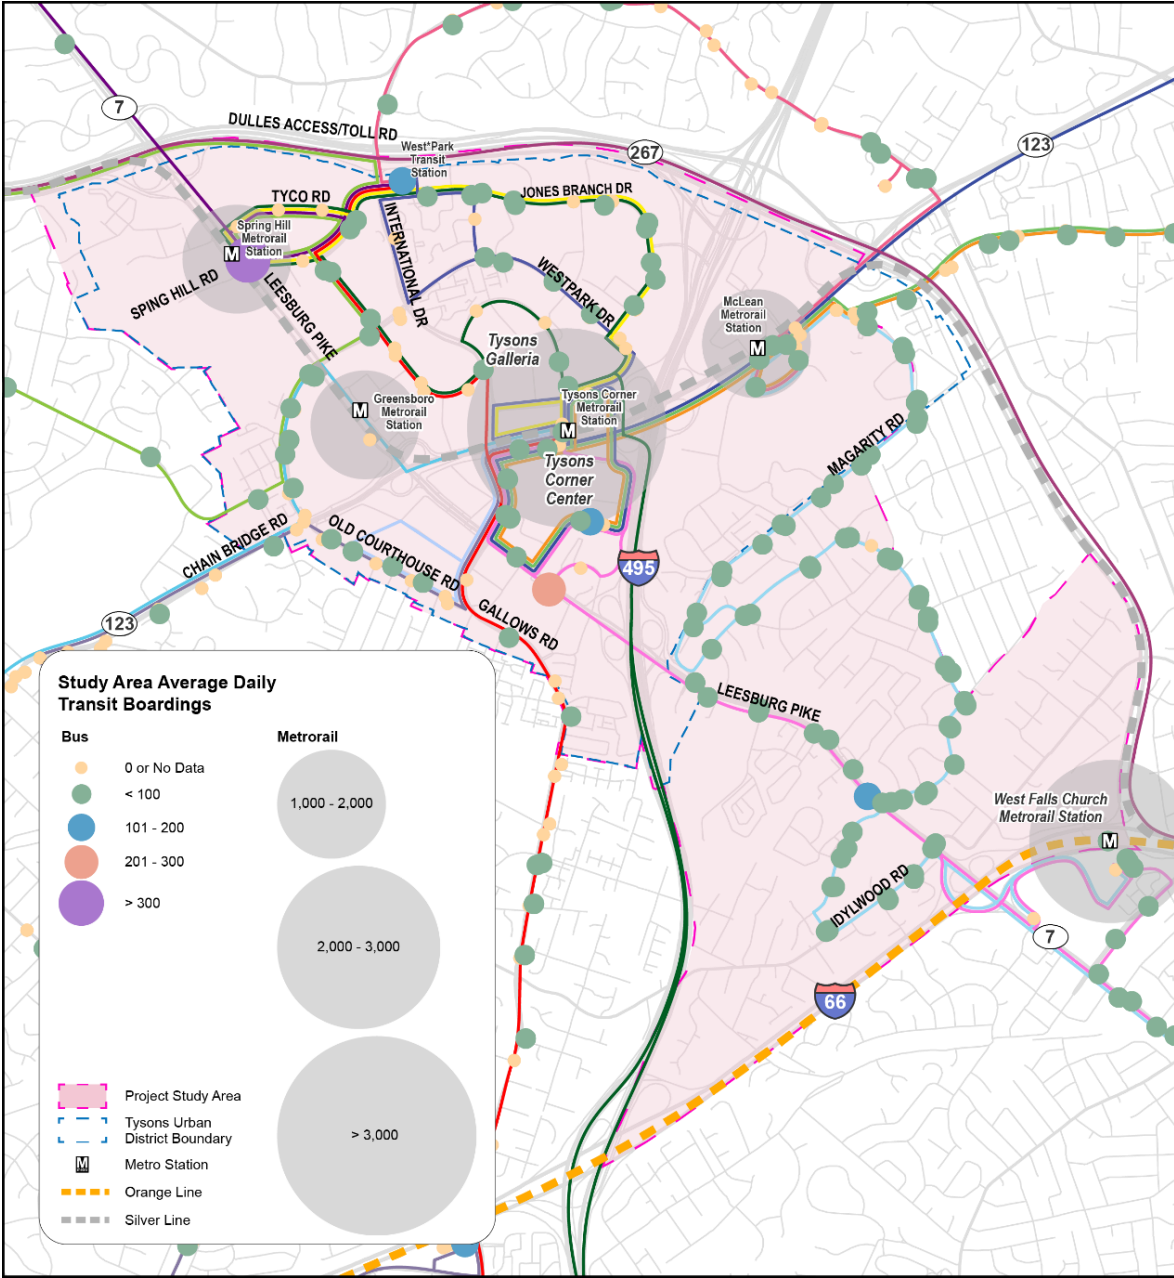 7
DULLES ACCESS/TOLL RD
West*Park
Transit
Station
267
123
TYCO RD
JONES BRANCH DR
Spring Hill
Metrorail
Station
M
INTERNATIONAL DR
SPING HILL RD
LEESBURG PIKE
WESTPARK DR
McLean
Metrorail
Station
M
Tysons
Galleria
Greensboro
Metrorail
Station
M
Tysons Corner
Metrorail
Station
M
Tysons
Corner
Center
MAGARITY RD
CHAIN BRIDGE RD
OLD COURTHOUSE RD
495
GALLOWS RD
123
LEESBURG PIKE
West Falls Church
Metrorail Station
M
IDYLWOOD RD
7
66
Study Area Average Daily
Transit Boardings
Bus
Metrorail
0 or No Data
< 100
101 - 200
201 - 300
> 300
1,000 - 2,000
2,000 - 3,000
> 3,000
Project Study Area
Tysons Urban
District Boundary
M
Metro Station
Orange Line
Silver Line